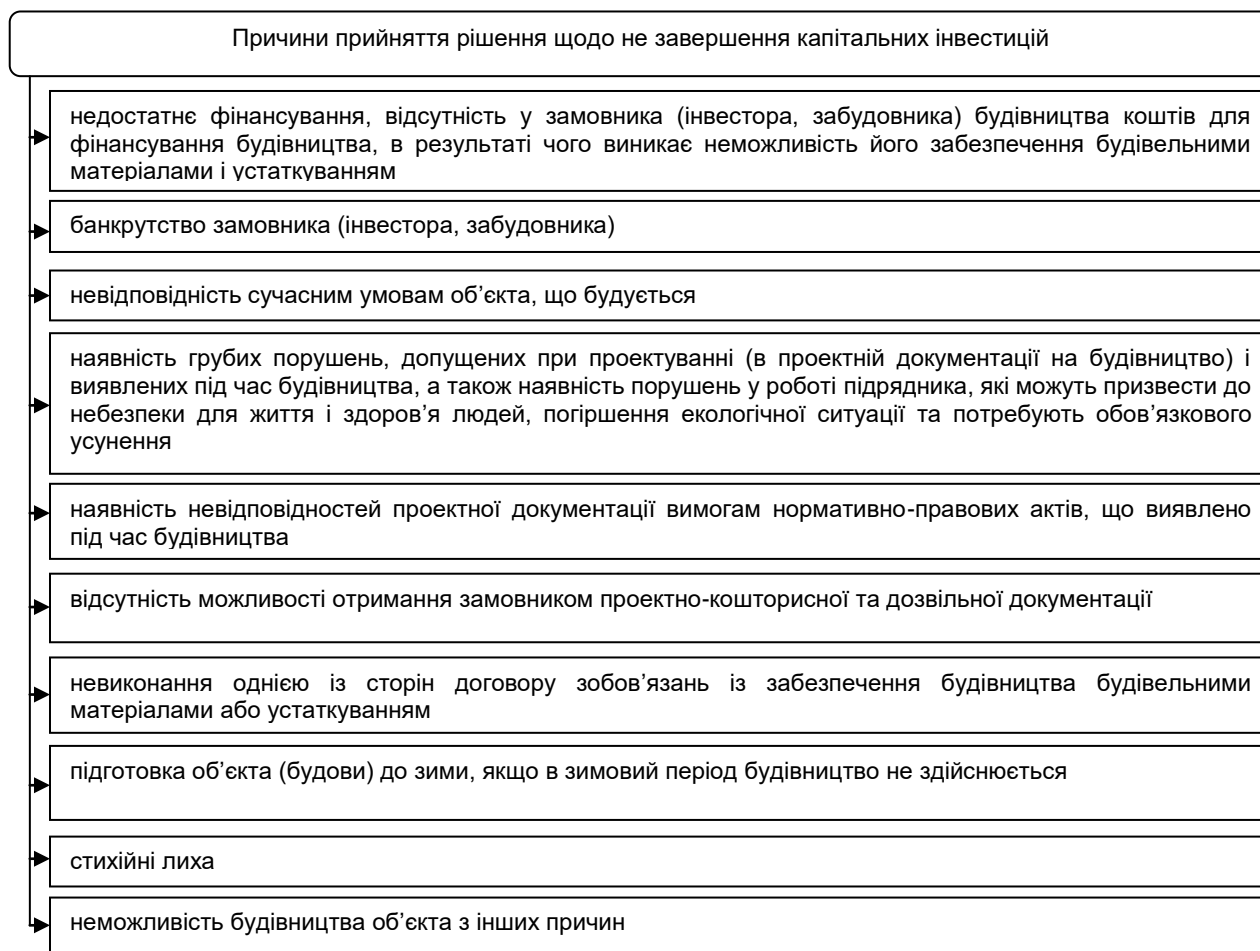 Причини прийняття рішення щодо не завершення капітальних інвестицій
недостатнє фінансування, відсутність у замовника (інвестора, забудовника) будівництва коштів для
фінансування будівництва, в результаті чого виникає неможливість його забезпечення будівельними
матеріалами і устаткуванням
банкрутство замовника (інвестора, забудовника)
невідповідність сучасним умовам об’єкта, що будується
наявність грубих порушень, допущених при проектуванні (в проектній документації на будівництво) і
виявлених під час будівництва, а також наявність порушень у роботі підрядника, які можуть призвести до
небезпеки для життя і здоров’я людей, погіршення екологічної ситуації та потребують обов’язкового
усунення
наявність невідповідностей проектної документації вимогам нормативно-правових актів, що виявлено
під час будівництва
відсутність можливості отримання замовником проектно-кошторисної та дозвільної документації
невиконання однією із сторін договору зобов’язань із забезпечення будівництва будівельними
матеріалами або устаткуванням
підготовка об’єкта (будови) до зими, якщо в зимовий період будівництво не здійснюється
стихійні лиха
неможливість будівництва об’єкта з інших причин